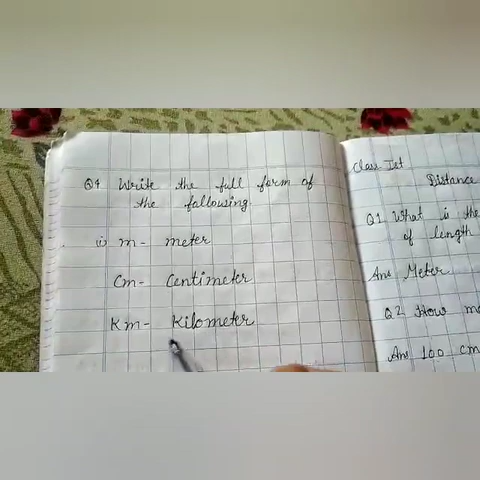 Q4 Write the full form of
the fallousing.
i) m- meter
Cm- Centimeter
Km- Kilometer
Class Ist
Distance
Q1 What is the
of length
Ans Meter
Q2 How
Ans 100 cm